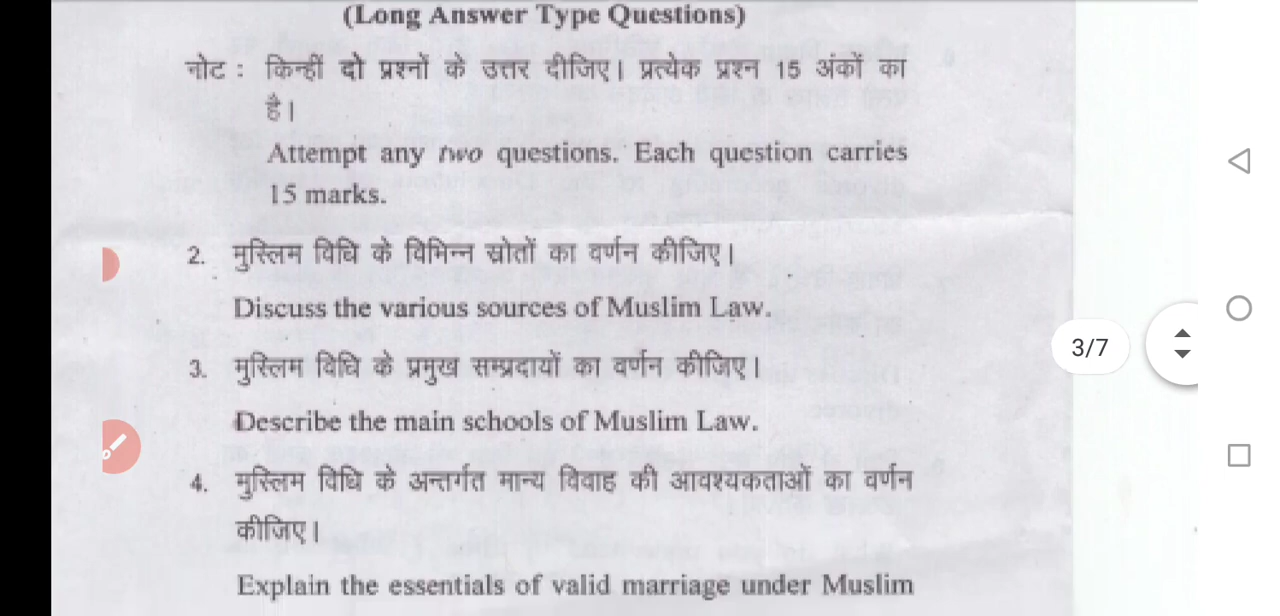 (Long Answer Type Questions)
नोट : किन्हीं दो प्रश्नों के उत्तर दीजिए। प्रत्येक प्रश्न 15 अंकों का
है।
Attempt any two questions. Each question carries
15 marks.
2. मुस्लिम विधि के विभिन्न स्रोतों का वर्णन कीजिए।
Discuss the various sources of Muslim Law.
3/7
3. मुस्लिम विधि के प्रमुख सम्प्रदायों का वर्णन कीजिए।
Describe the main schools of Muslim Law.
4. मुस्लिम विधि के अन्तर्गत मान्य विवाह की आवश्यकताओं का वर्णन
कीजिए।
Explain the essentials of valid marriage under Muslim